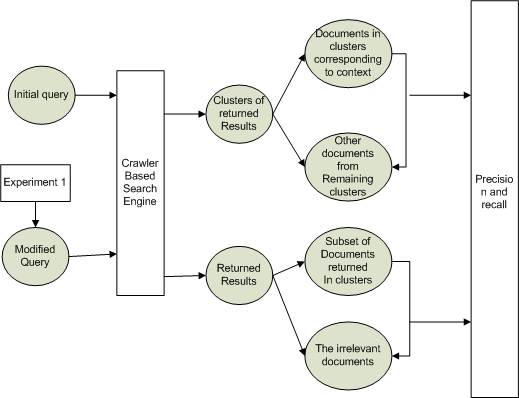 Initial query
Experiment 1
Modified
Query
Crawler
Based
Search
Engine
Clusters of
returned
Results
Returned
Results
Documents in
clusters
corresponding
to context
Other
documents
from
Remaining
clusters
Subset of
Documents
returned
In clusters
The irrelevant
documents
Precisio
n and
recall